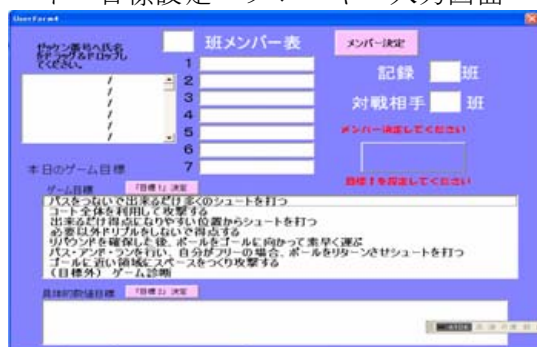 UserForm4
班メンバー表
メンバー決定
ゼッケン番号へ氏名
をドラッグ&ドロップし
てください。
1
2
3
4
5
6
7
記録 班
対戦相手 班
メンバー決定してください
目標1を設定してください
本日のゲーム目標
ゲーム目標 「目標1」決定
パスをつないで出来るだけ多くのシュートを打つ
コート全体を利用して攻撃する
出来るだけ得点になりやすい位置からシュートを打つ
必要以外ドリブルをしないで得点する
リバウンドを確保した後、ボールをゴールに向かって素早く運ぶ
パス・アンド・ランを行い、自分がフリーの場合、ボールをリターンさせシュートを打つ
ゴールに近い領域にスペースをつくり攻撃する
(目標外) ゲーム診断
具体的数値目標 「目標2」決定